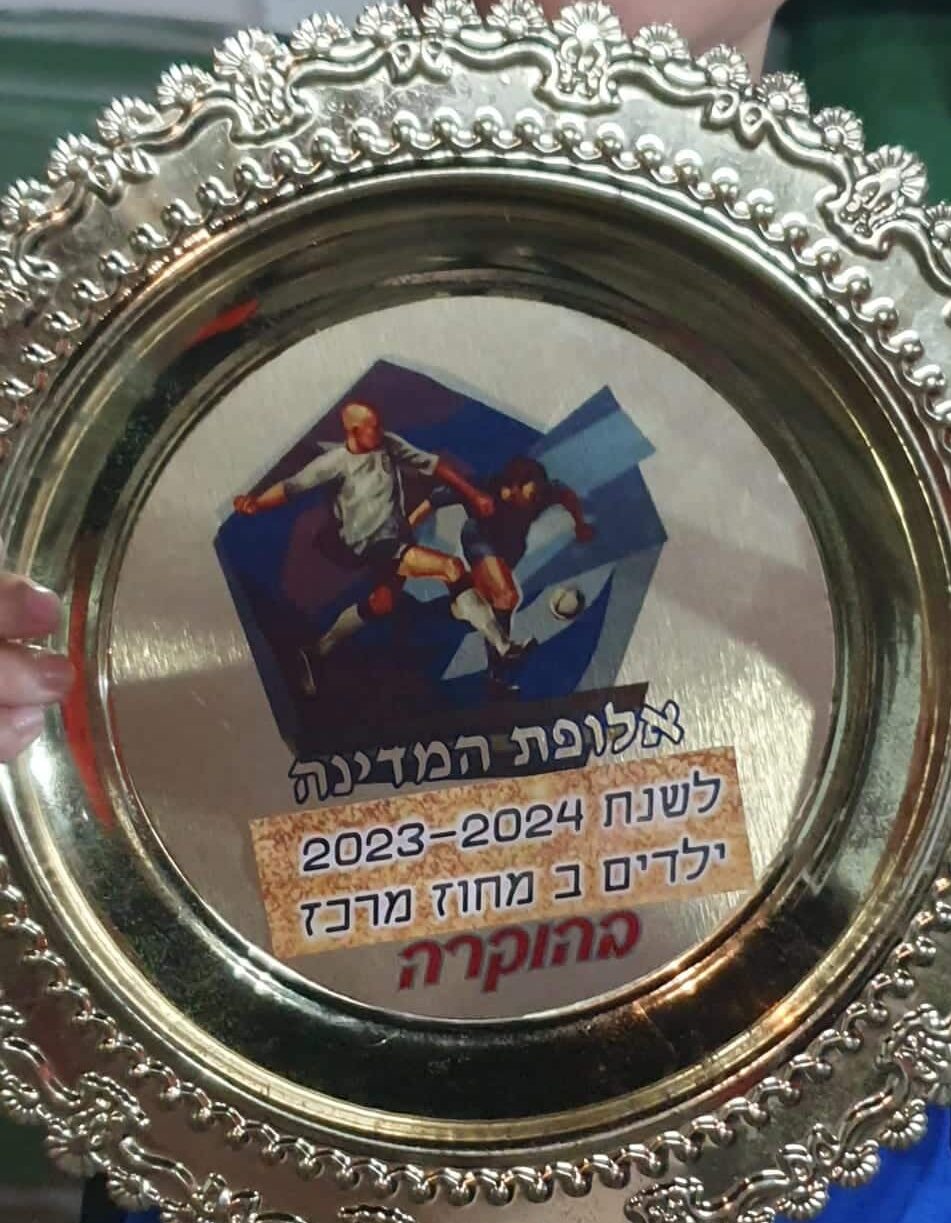 אלופת המדינה
לשנת 2023-2024
ילדים ב מחוז מרכז
בהוקרה